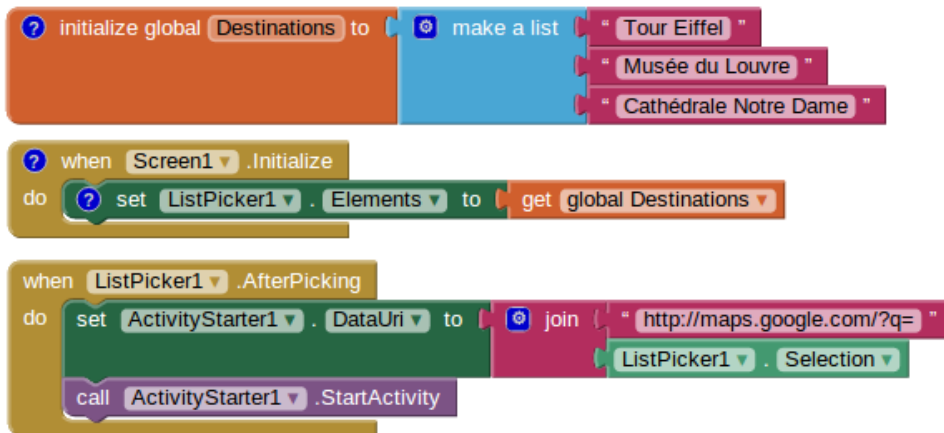 ? initialize global Destinations to make a list " Tour Eiffel "
" Musée du Louvre "
" Cathédrale Notre Dame "
? when Screen1 .Initialize
do ? set ListPicker1 . Elements to get global Destinations
when ListPicker1 .AfterPicking
do set ActivityStarter1 . DataUri to join " http://maps.google.com/?q= "
ListPicker1 . Selection
call ActivityStarter1 .StartActivity